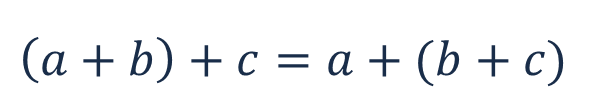 (a + b) + c = a + (b + c)